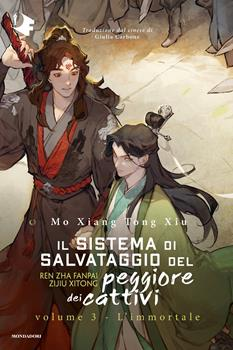 Traduzione dal cinese di
Giulia Carbone
Mo Xiang Tong Xiu
IL SISTEMA DI
SALVATAGGIO DEL
REN ZHA FANPAI
ZIJIU XITONG
peggiore
dei cattivi
volume 3 - L'immortale
MONDADORI